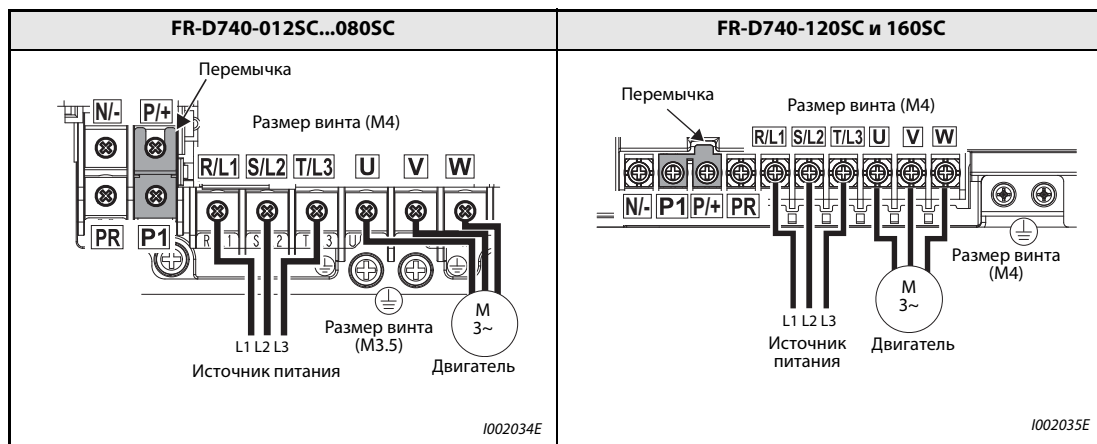 FR-D740-012SC...080SC
Перемычка
N/- P/+
Размер винта (M4)
R/L1 S/L2 T/L3 U V W
PR P1
R 1 S 2 T 3 U
M
3~
Размер винта
(M3.5)
L1 L2 L3
Источник питания
Двигатель
I002034E
FR-D740-120SC и 160SC
Перемычка
Размер винта (M4)
R/L1 S/L2 T/L3 U V W
N/- P1 P/+ PR
Размер винта
(M4)
M
3~
L1 L2 L3
Источник
питания
Двигатель
I002035E